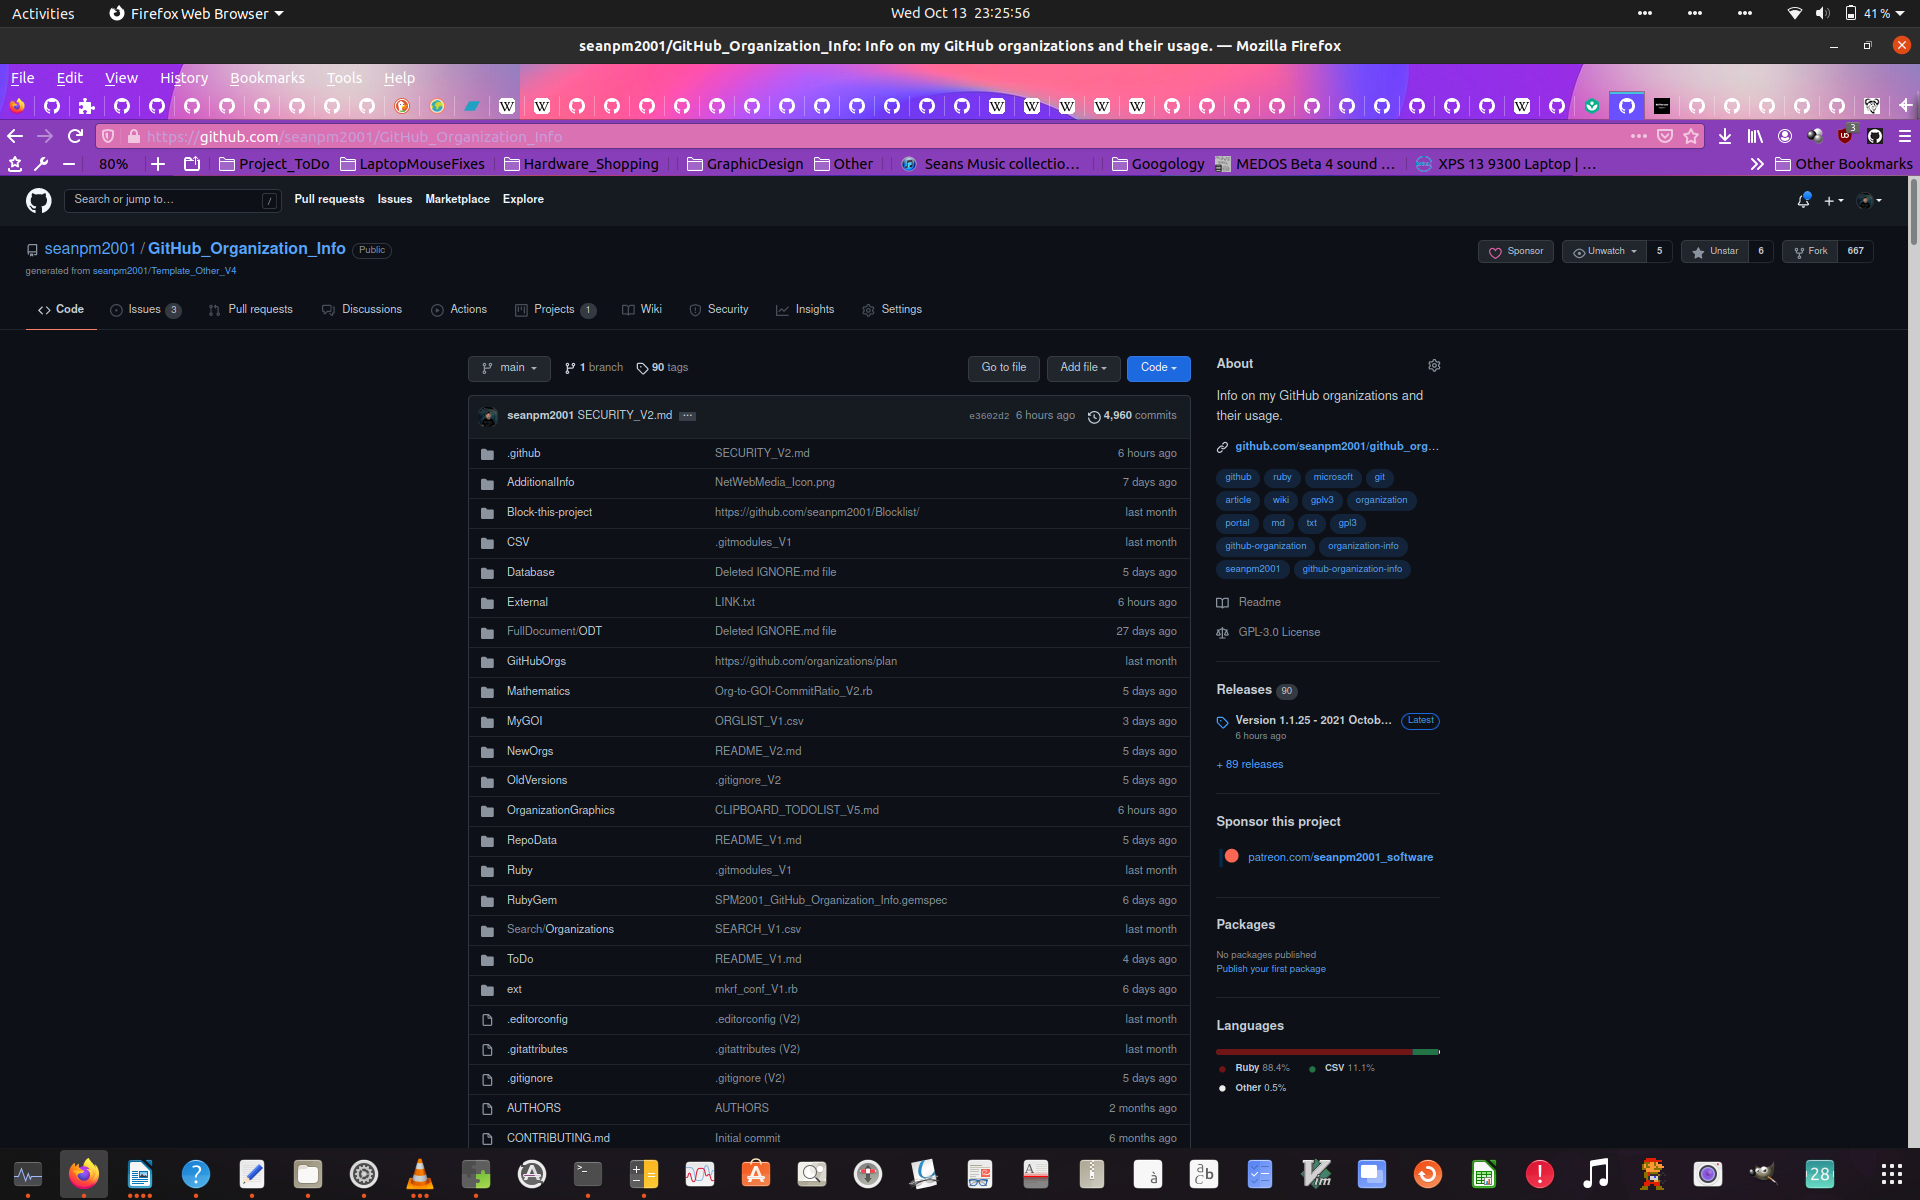 Activities Firefox Web Browser Wed Oct 13 23:25:56 41 %
seanpm2001/GitHub_Organization_Info: Info on my GitHub organizations and their usage. — Mozilla Firefox
File Edit View History Bookmarks Tools Help
https://github.com/seanpm2001/GitHub_Organization_Info 3
80% Project_ToDo LaptopMouseFixes Hardware_Shopping GraphicDesign Other Seans Music collectio… Googology MEDOS Beta 4 sound … XPS 13 9300 Laptop | … Other Bookmarks
Search or jump to… / Pull requests Issues Marketplace Explore
seanpm2001 / GitHub_Organization_Info Public Sponsor Unwatch 5 Unstar 6 Fork 667
generated from seanpm2001/Template_Other_V4
Code Issues 3 Pull requests Discussions Actions Projects 1 Wiki Security Insights Settings
main 1 branch 90 tags Go to file Add file Code
seanpm2001 SECURITY_V2.md ... e3602d2 6 hours ago 4,960 commits
.github SECURITY_V2.md 6 hours ago
AdditionalInfo NetWebMedia_Icon.png 7 days ago
Block-this-project https://github.com/seanpm2001/Blocklist/ last month
CSV .gitmodules_V1 last month
Database Deleted IGNORE.md file 5 days ago
External LINK.txt 6 hours ago
FullDocument/ODT Deleted IGNORE.md file 27 days ago
GitHubOrgs https://github.com/organizations/plan last month
Mathematics Org-to-GOI-CommitRatio_V2.rb 5 days ago
MyGOI ORGLIST_V1.csv 3 days ago
NewOrgs README_V2.md 5 days ago
OldVersions .gitignore_V2 5 days ago
OrganizationGraphics CLIPBOARD_TODOLIST_V5.md 6 hours ago
RepoData README_V1.md 5 days ago
Ruby .gitmodules_V1 last month
RubyGem SPM2001_GitHub_Organization_Info.gemspec 6 days ago
Search/Organizations SEARCH_V1.csv last month
ToDo README_V1.md 4 days ago
ext mkrf_conf_V1.rb 6 days ago
.editorconfig .editorconfig (V2) last month
.gitattributes .gitattributes (V2) last month
.gitignore .gitignore (V2) 5 days ago
AUTHORS AUTHORS 2 months ago
CONTRIBUTING.md Initial commit 6 months ago
About
Info on my GitHub organizations and
their usage.
github.com/seanpm2001/github_org…
github ruby microsoft git
article wiki gplv3 organization
portal md txt gpl3
github-organization organization-info
seanpm2001 github-organization-info
Readme
GPL-3.0 License
Releases 90
Version 1.1.25 - 2021 Octob… Latest
6 hours ago
+ 89 releases
Sponsor this project
patreon.com/seanpm2001_software
Packages
No packages published
Publish your first package
Languages
Ruby 88.4% CSV 11.1%
Other 0.5%
28